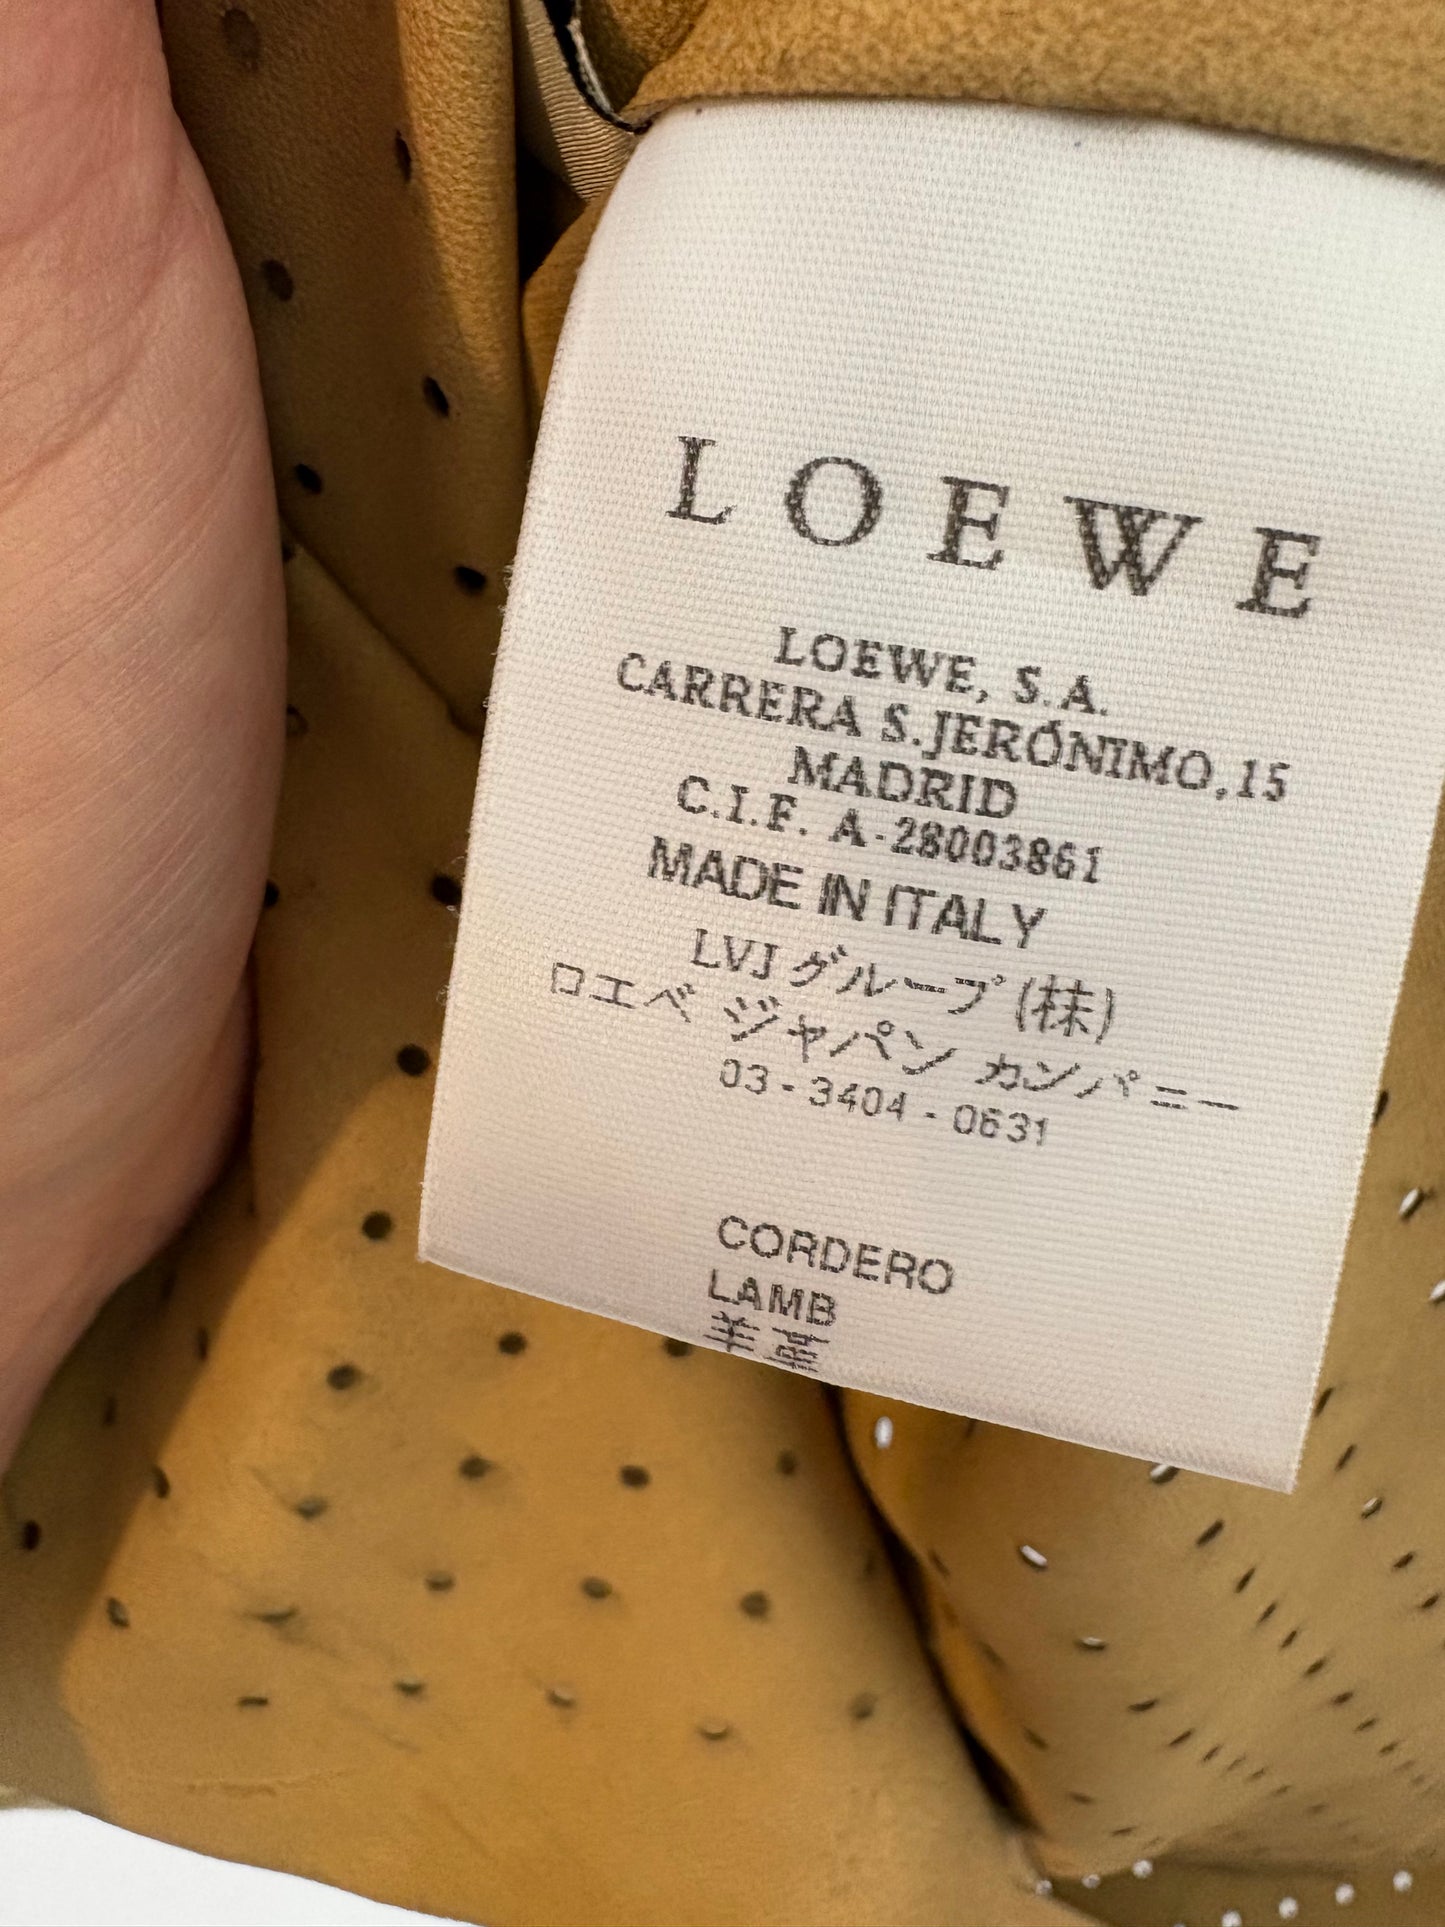 LOEWE
LOEWE, S.A.
CARRERA S.JERÓNIMO,15
MADRID
C.I.F. A-28003861
MADE IN ITALY
LVJ グループ (株)
ロエベ ジャパン カンパニー
03 - 3404 - 0631
CORDERO
LAMB
羊革